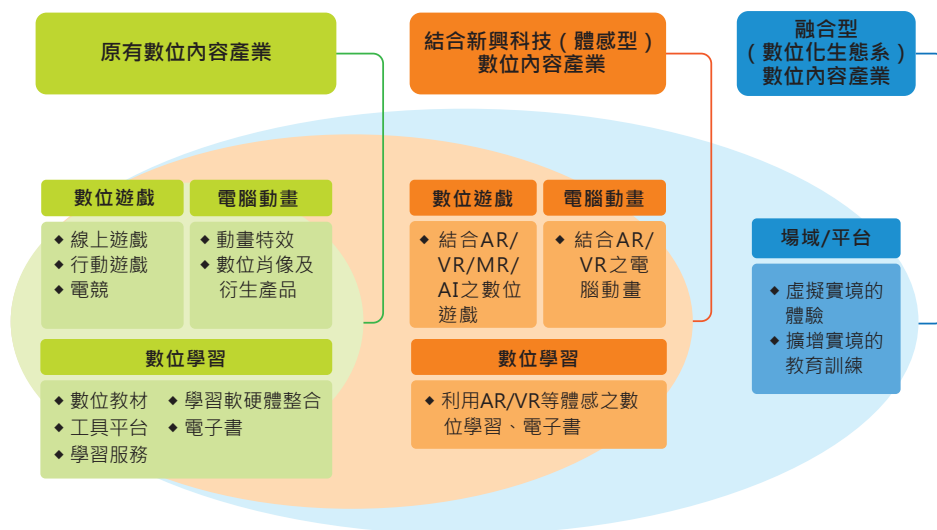 原有數位內容產業
結合新興科技（體感型）
數位內容產業
融合型
（數位化生態系）
數位內容產業
數位遊戲
◆ 線上遊戲
◆ 行動遊戲
◆ 電競
電腦動畫
◆ 動畫特效
◆ 數位肖像及
衍生產品
數位學習
◆ 數位教材
◆ 工具平台
◆ 學習服務
◆ 學習軟硬體整合
◆ 電子書
數位遊戲
◆ 結合AR/
VR/MR/
AI之數位
遊戲
電腦動畫
◆ 結合AR/
VR之電
腦動畫
數位學習
◆ 利用AR/VR等體感之數
位學習、電子書
場域/平台
◆ 虛擬實境的
體驗
◆ 擴增實境的
教育訓練